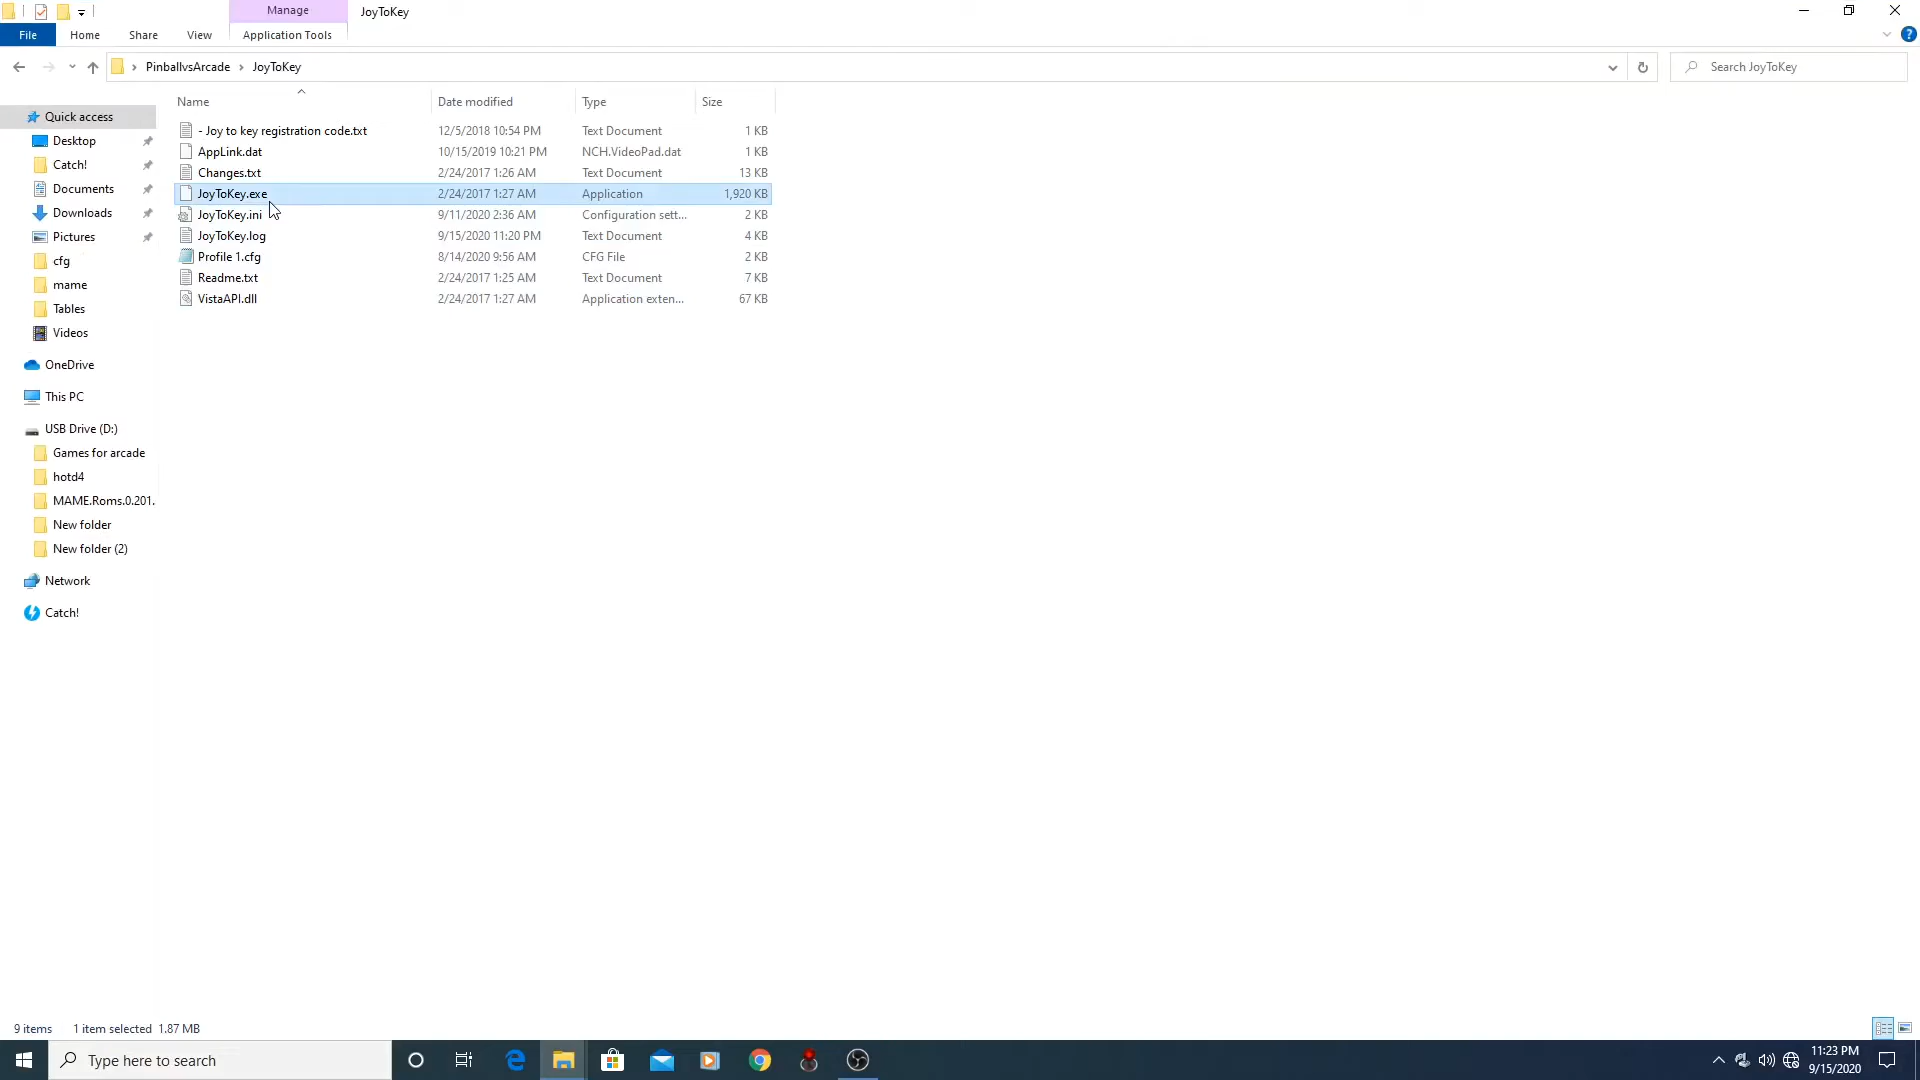 Manage
JoyToKey
File
Home
Share
View
Application Tools
PinballvsArcade
JoyToKey
Search JoyToKey
Name
Date modified
Type
Size
- Joy to key registration code.txt 12/5/2018 10:54 PM Text Document 1 KB
AppLink.dat 10/15/2019 10:21 PM NCH.VideoPad.dat 1 KB
Changes.txt 2/24/2017 1:26 AM Text Document 13 KB
JoyToKey.exe 2/24/2017 1:27 AM Application 1,920 KB
JoyToKey.ini 9/11/2020 2:36 AM Configuration sett... 2 KB
JoyToKey.log 9/15/2020 11:20 PM Text Document 4 KB
Profile 1.cfg 8/14/2020 9:56 AM CFG File 2 KB
Readme.txt 2/24/2017 1:25 AM Text Document 7 KB
VistaAPI.dll 2/24/2017 1:27 AM Application exten... 67 KB
Quick access
Desktop
Catch!
Documents
Downloads
Pictures
cfg
mame
Tables
Videos
OneDrive
This PC
USB Drive (D:)
Games for arcade
hotd4
MAME.Roms.0.201.
New folder
New folder (2)
Network
Catch!
9 items
1 item selected 1.87 MB
Type here to search
11:23 PM
9/15/2020